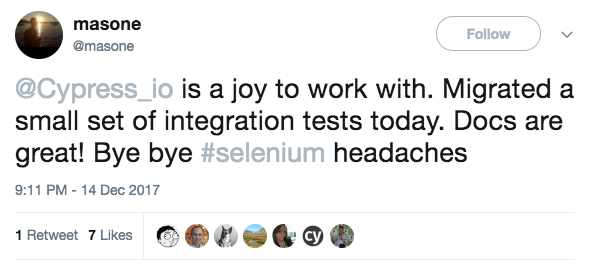 masone
@masone
Follow
@Cypress_io is a joy to work with. Migrated a
small set of integration tests today. Docs are
great! Bye bye #selenium headaches
9:11 PM - 14 Dec 2017
1 Retweet 7 Likes
cy